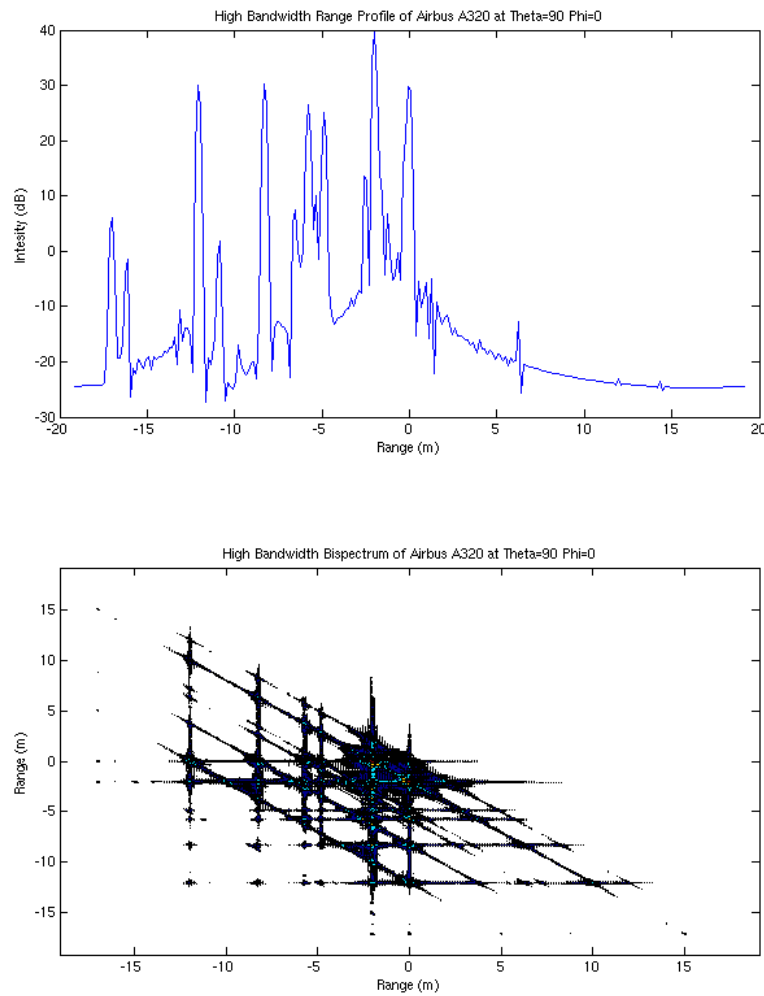 High Bandwidth Range Profile of Airbus A320 at Theta=90 Phi=0
40
30
20
10
0
-10
-20
-30
Intesity (dB)
-20 -15 -10 -5 0 5 10 15 20
Range (m)
High Bandwidth Bispectrum of Airbus A320 at Theta=90 Phi=0
15
10
5
0
-5
-10
-15
Range (m)
-15 -10 -5 0 5 10 15
Range (m)